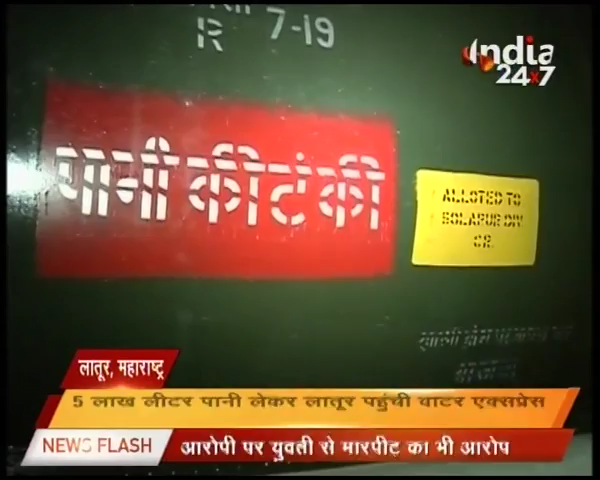 R 7-19
India
24x7
पानी की टंकी
ALLOTED TO
SOLAPUR DIV
CR.
लातूर, महाराष्ट्र
5 लाख लीटर पानी लेकर लातूर पहुंची वाटर एक्सप्रेस
NEWS FLASH
आरोपी पर युवती से मारपीट का भी आरोप